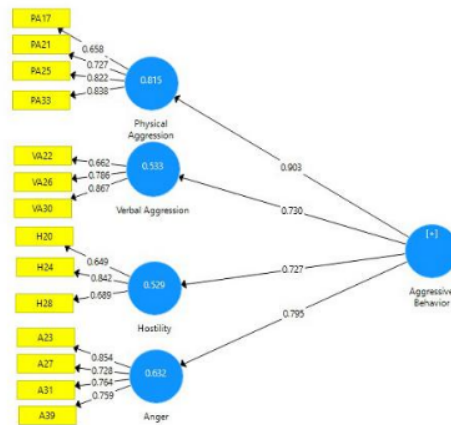 PA17
PA21
PA25
PA33
0.658
0.727
0.822
0.838
0.815
Physical
Aggression
VA22
VA26
VA30
0.662
0.786
0.867
0.533
Verbal Aggression
H20
H24
H28
0.649
0.842
0.689
0.529
Hostility
A23
A27
A31
A39
0.854
0.728
0.764
0.759
0.632
Anger
0.903
0.730
0.727
0.795
[+]
Aggressive
Behavior